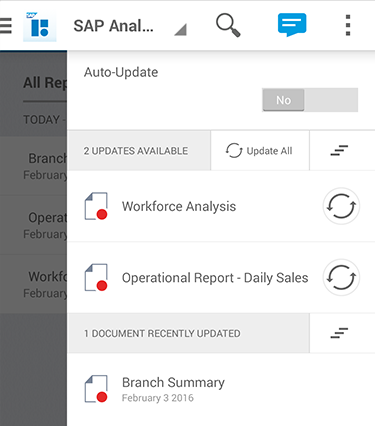 SAP
SAP Anal...
All Rep
TODAY -
Branch
February
Operat
February
Workfo
February
Auto-Update
No
2 UPDATES AVAILABLE
Update All
Workforce Analysis
Operational Report - Daily Sales
1 DOCUMENT RECENTLY UPDATED
Branch Summary
February 3 2016